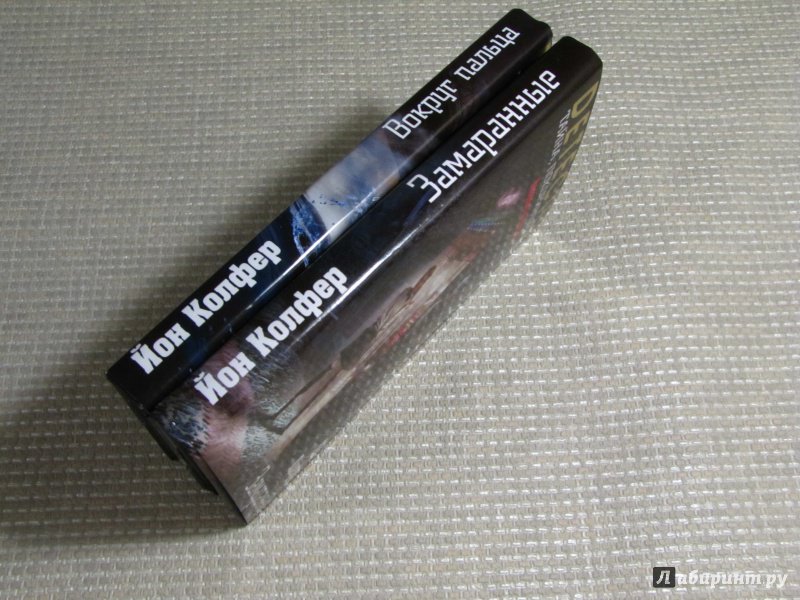 Йон Колфер Вокруг пальца
Йон Колфер Замаранные
Лабиринт.ру